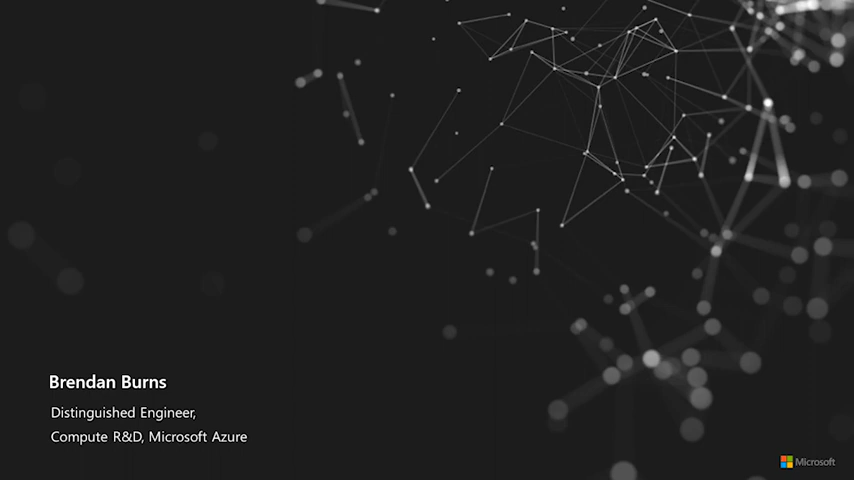 Brendan Burns
Distinguished Engineer,
Compute R&D, Microsoft Azure
Microsoft